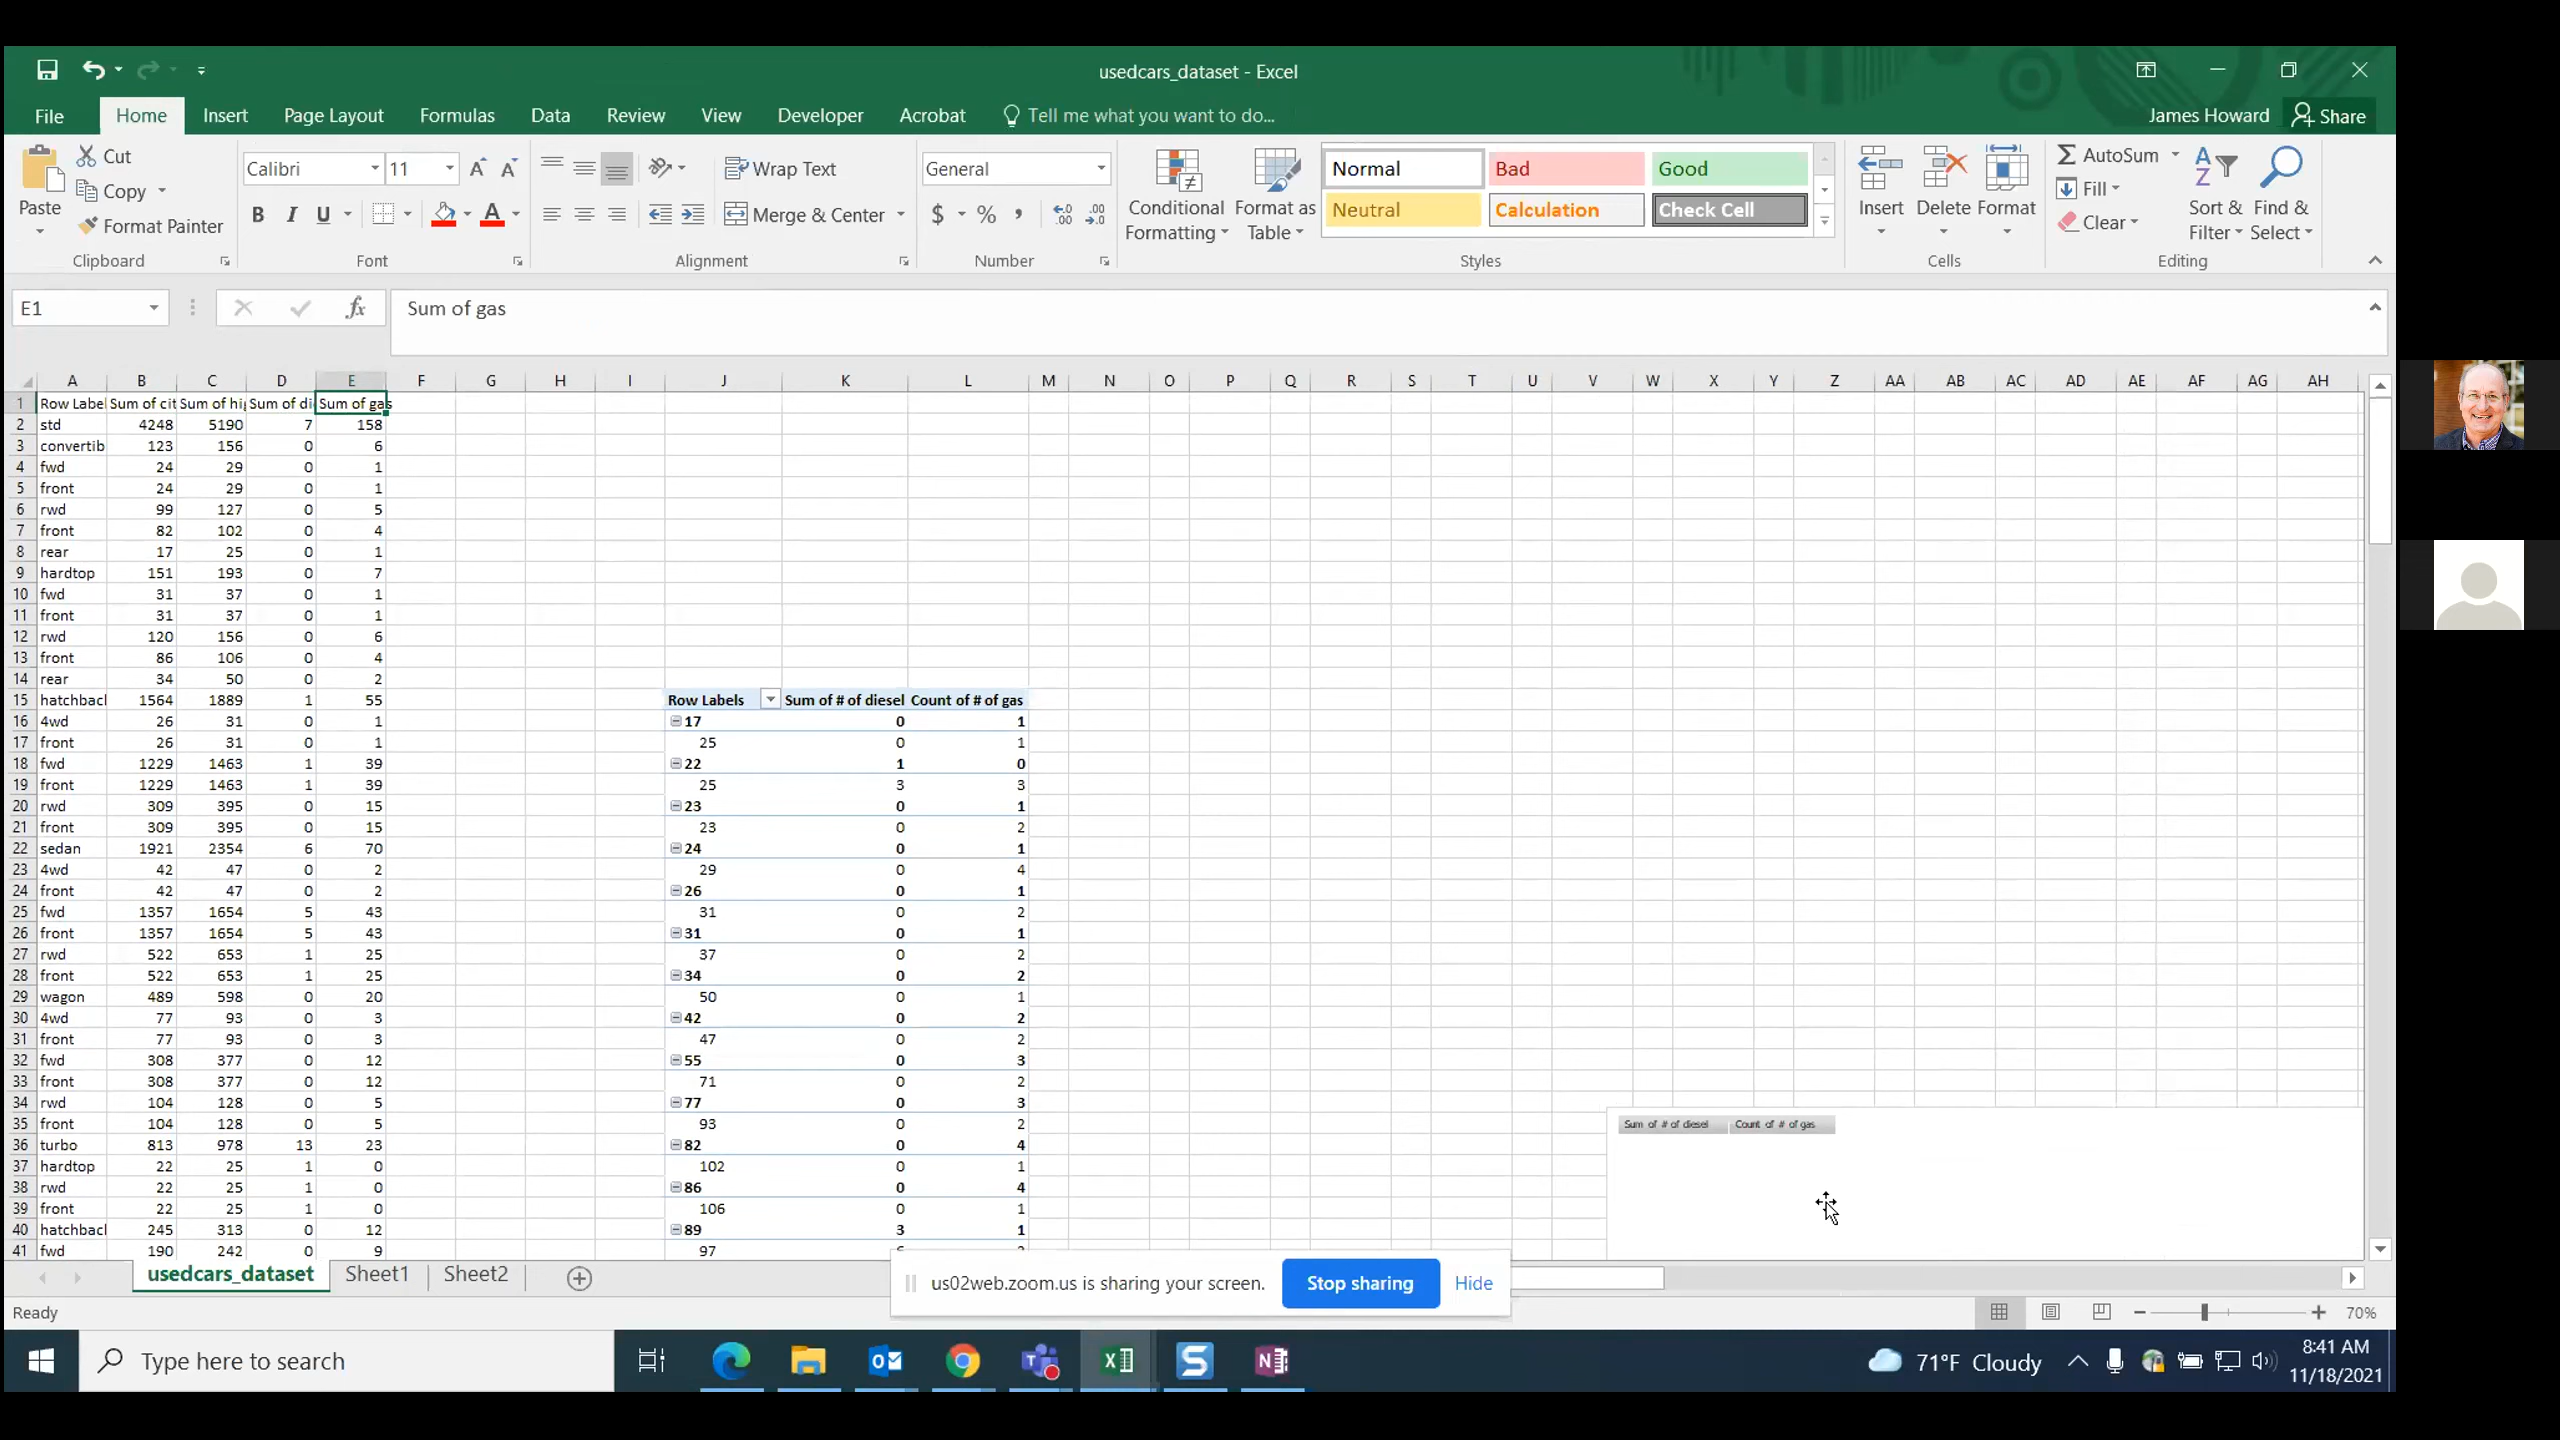 usedcars_dataset - Excel
File Home Insert Page Layout Formulas Data Review View Developer Acrobat Tell me what you want to do... James Howard Share
Paste Cut Copy Format Painter Clipboard
Calibri 11 B I U Font
Wrap Text Merge & Center Alignment
General $ % , Number
Conditional Formatting Format as Table Normal Bad Good Neutral Calculation Check Cell Styles
Insert Delete Format Cells
AutoSum Fill Clear Sort & Filter Find & Select Editing
E1 fx Sum of gas
A B C D E F G H I J K L M N O P Q R S T U V W X Y Z AA AB AC AD AE AF AG AH
1 Row Label Sum of cit Sum of hi Sum of di Sum of gas
2 std 4248 5190 7 158
3 convertib 123 156 0 6
4 fwd 24 29 0 1
5 front 24 29 0 1
6 rwd 99 127 0 5
7 front 82 102 0 4
8 rear 17 25 0 1
9 hardtop 151 193 0 7
10 fwd 31 37 0 1
11 front 31 37 0 1
12 rwd 120 156 0 6
13 front 86 106 0 4
14 rear 34 50 0 2
15 hatchbac 1564 1889 1 55 Row Labels Sum of # of diesel Count of # of gas
16 4wd 26 31 0 1 17 0 1
17 front 26 31 0 1 25 0 1
18 fwd 1229 1463 1 39 22 1 0
19 front 1229 1463 1 39 25 3 3
20 rwd 309 395 0 15 23 0 1
21 front 309 395 0 15 23 0 2
22 sedan 1921 2354 6 70 24 0 1
23 4wd 42 47 0 2 29 0 4
24 front 42 47 0 2 26 0 1
25 fwd 1357 1654 5 43 31 0 2
26 front 1357 1654 5 43 31 0 1
27 rwd 522 653 1 25 37 0 2
28 front 522 653 1 25 34 0 2
29 wagon 489 598 0 20 50 0 1
30 4wd 77 93 0 3 42 0 2
31 front 77 93 0 3 47 0 2
32 fwd 308 377 0 12 55 0 3
33 front 308 377 0 12 71 0 2
34 rwd 104 128 0 5 77 0 3
35 front 104 128 0 5 93 0 2 Sum of # of diesel Count of # of gas
36 turbo 813 978 13 23 82 0 4
37 hardtop 22 25 1 0 102 0 1
38 rwd 22 25 1 0 86 0 4
39 front 22 25 1 0 106 0 1
40 hatchbac 245 313 0 12 89 3 1
41 fwd 190 242 0 9 97
usedcars_dataset Sheet1 Sheet2
us02web.zoom.us is sharing your screen. Stop sharing Hide
Ready 70%
Type here to search 71°F Cloudy 8:41 AM
11/18/2021